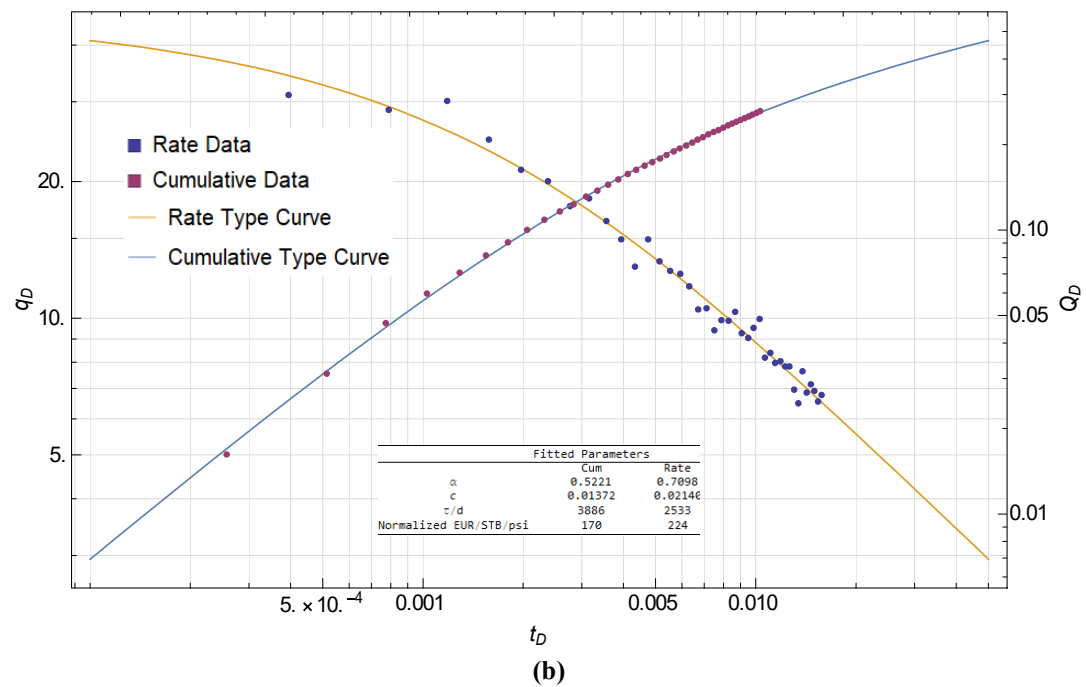 Rate Data
Cumulative Data
Rate Type Curve
Cumulative Type Curve
20.
10.
5.
q_D
0.10
0.05
0.01
Q_D
Fitted Parameters
Cum Rate
α 0.5221 0.7098
c 0.01372 0.02140
τ/d 3886 2533
Normalized EUR/STB/psi 170 224
5. × 10.⁻⁴ 0.001 0.005 0.010
t_D
(b)